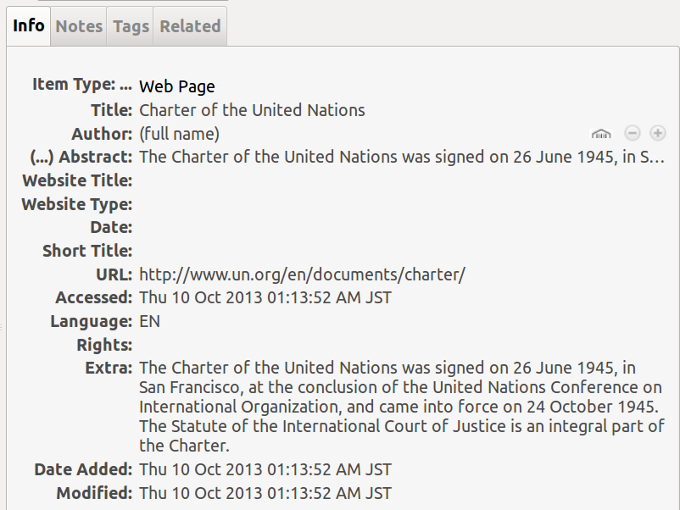 Info Notes Tags Related
Item Type: ... Web Page
Title: Charter of the United Nations
Author: (full name)
(...) Abstract: The Charter of the United Nations was signed on 26 June 1945, in S...
Website Title:
Website Type:
Date:
Short Title:
URL: http://www.un.org/en/documents/charter/
Accessed: Thu 10 Oct 2013 01:13:52 AM JST
Language: EN
Rights:
Extra: The Charter of the United Nations was signed on 26 June 1945, in
San Francisco, at the conclusion of the United Nations Conference on
International Organization, and came into force on 24 October 1945.
The Statute of the International Court of Justice is an integral part of
the Charter.
Date Added: Thu 10 Oct 2013 01:13:52 AM JST
Modified: Thu 10 Oct 2013 01:13:52 AM JST